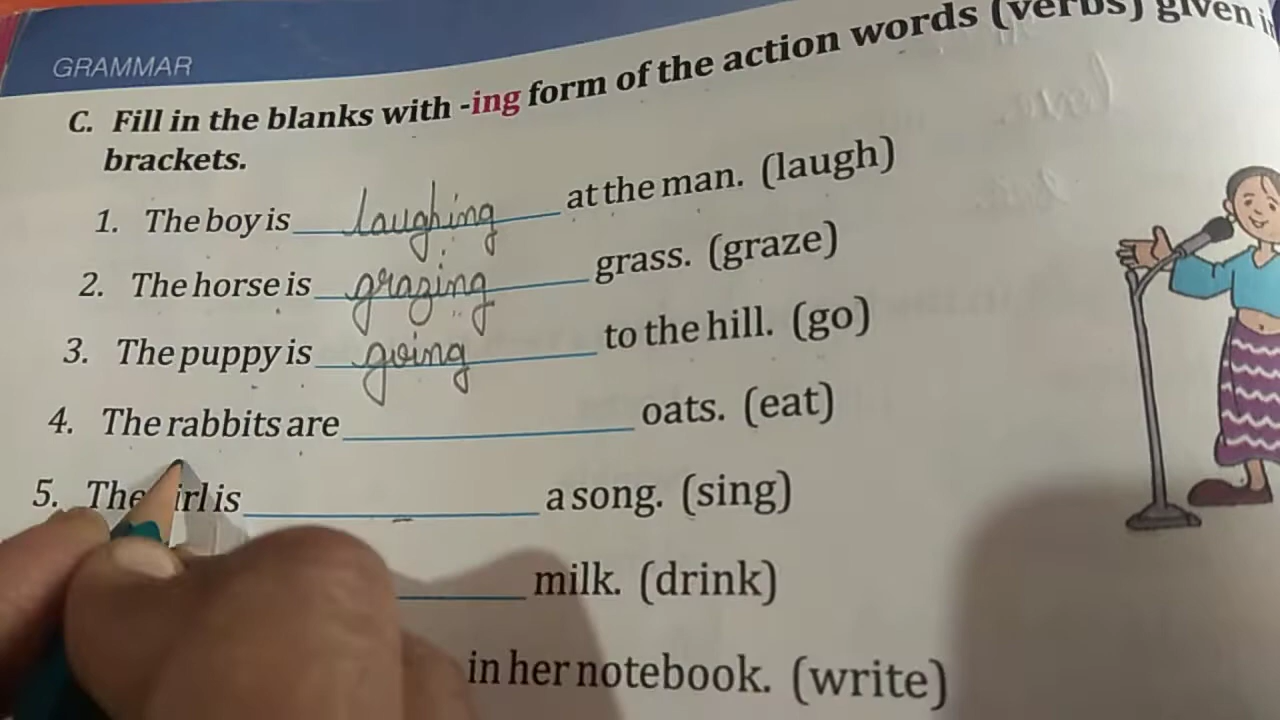 GRAMMAR
C. Fill in the blanks with -ing form of the action words (verbs) given
brackets.
1. The boy is laughing at the man. (laugh)
2. The horse is grazing grass. (graze)
3. The puppy is going to the hill. (go)
4. The rabbits are oats. (eat)
5. The is a song. (sing)
milk. (drink)
in her notebook. (write)